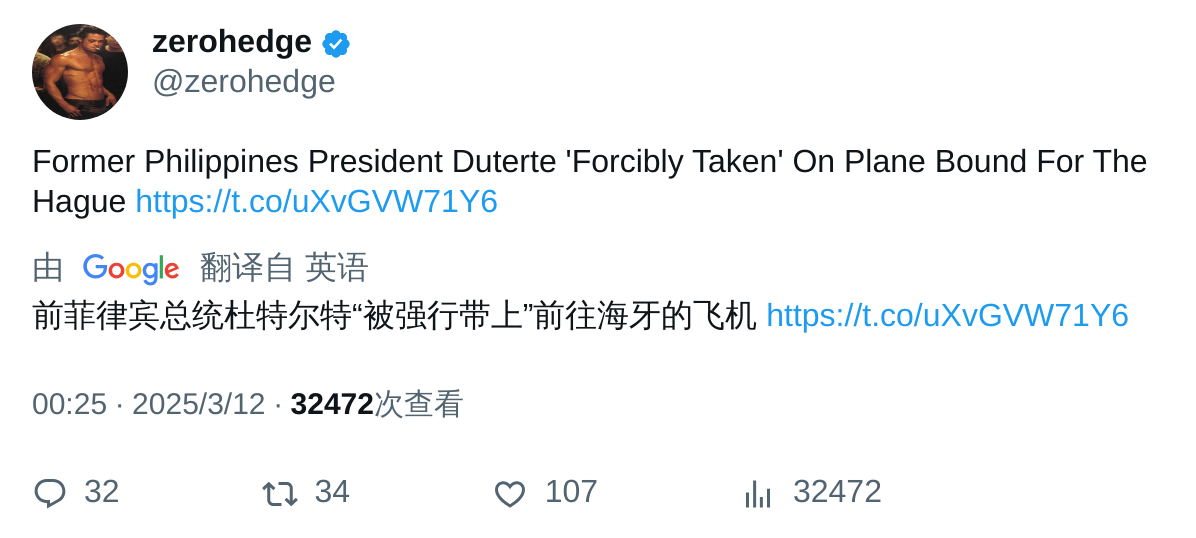 zerohedge
@zerohedge
Former Philippines President Duterte 'Forcibly Taken' On Plane Bound For The
Hague https://t.co/uXvGVW71Y6
由 Google 翻译自 英语
前菲律宾总统杜特尔特“被强行带上”前往海牙的飞机 https://t.co/uXvGVW71Y6
00:25 · 2025/3/12 · 32472次查看
32 34 107 32472